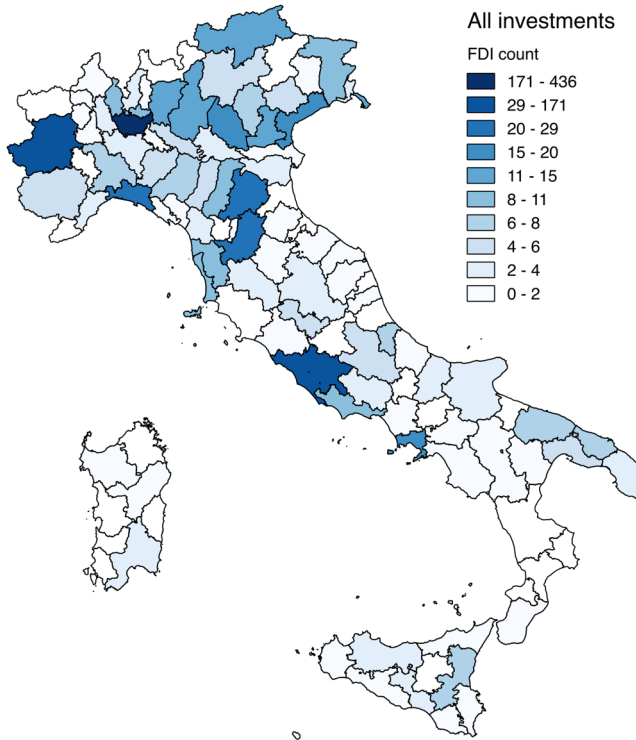 All investments
FDI count
171 - 436
29 - 171
20 - 29
15 - 20
11 - 15
8 - 11
6 - 8
4 - 6
2 - 4
0 - 2